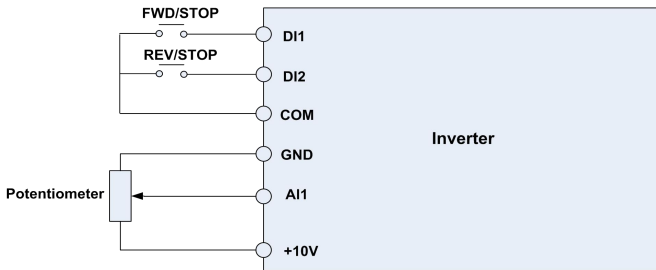 FWD/STOP
DI1
REV/STOP
DI2
COM
Inverter
GND
Potentiometer
AI1
+10V